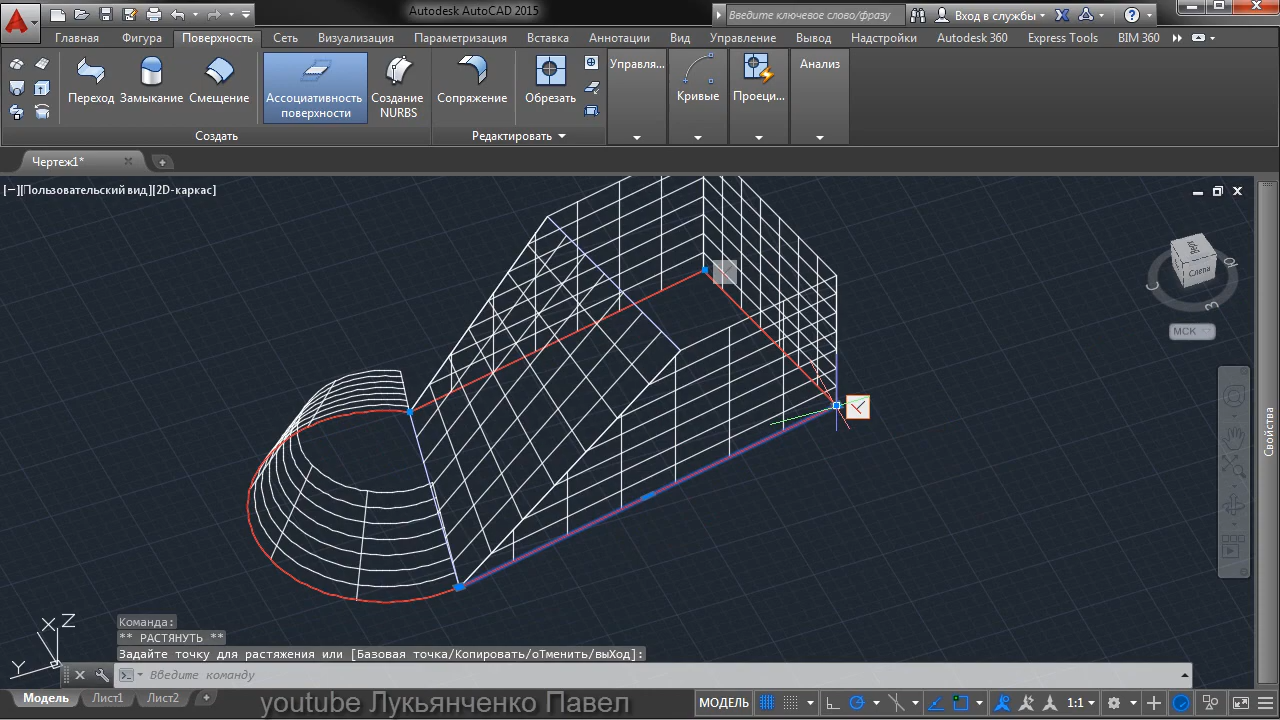 Autodesk AutoCAD 2015
Введите ключевое слово/фразу
Вход в службы
Главная Фигура Поверхность Сеть Визуализация Параметризация Вставка Аннотации Вид Управление Вывод Надстройки Autodesk 360 Express Tools BIM 360
Переход Замыкание Смещение Ассоциативность поверхности Создание NURBS Сопряжение Обрезать Управля... Кривые Проеци... Анализ
Создать Редактировать
Чертеж1*
[−][Пользовательский вид][2D-каркас]
Слева
Ю
С
З
МСК
Свойства
X Z
Y
Команда:
** РАСТЯНУТЬ **
Задайте точку для растяжения или [Базовая точка/Копировать/оТменить/выХод]:
Введите команду
Модель Лист1 Лист2
youtube Лукьянченко Павел
МОДЕЛЬ 1:1